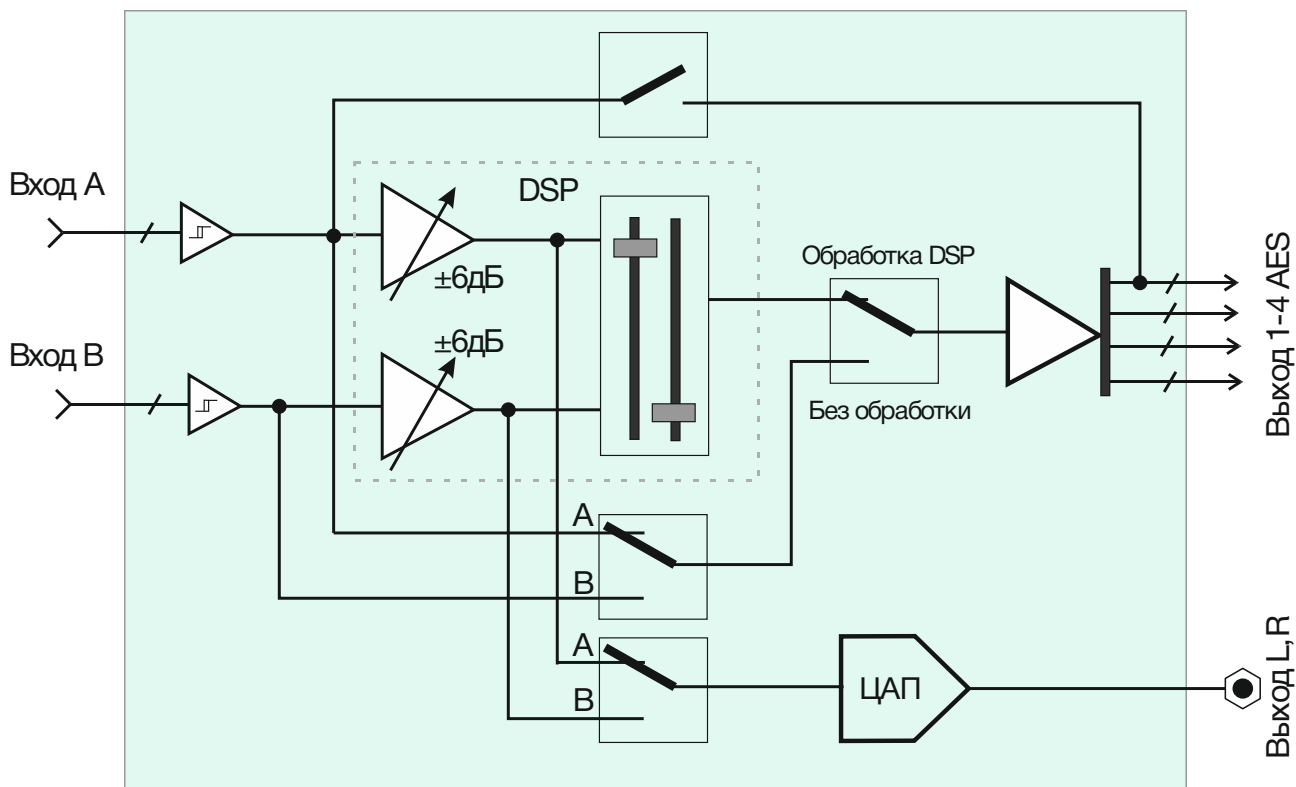 Вход А
DSP
±6дБ
Обработка DSP
±6дБ
Вход В
Без обработки
Выход 1-4 AES
А
В
А
В
ЦАП
Выход L,R